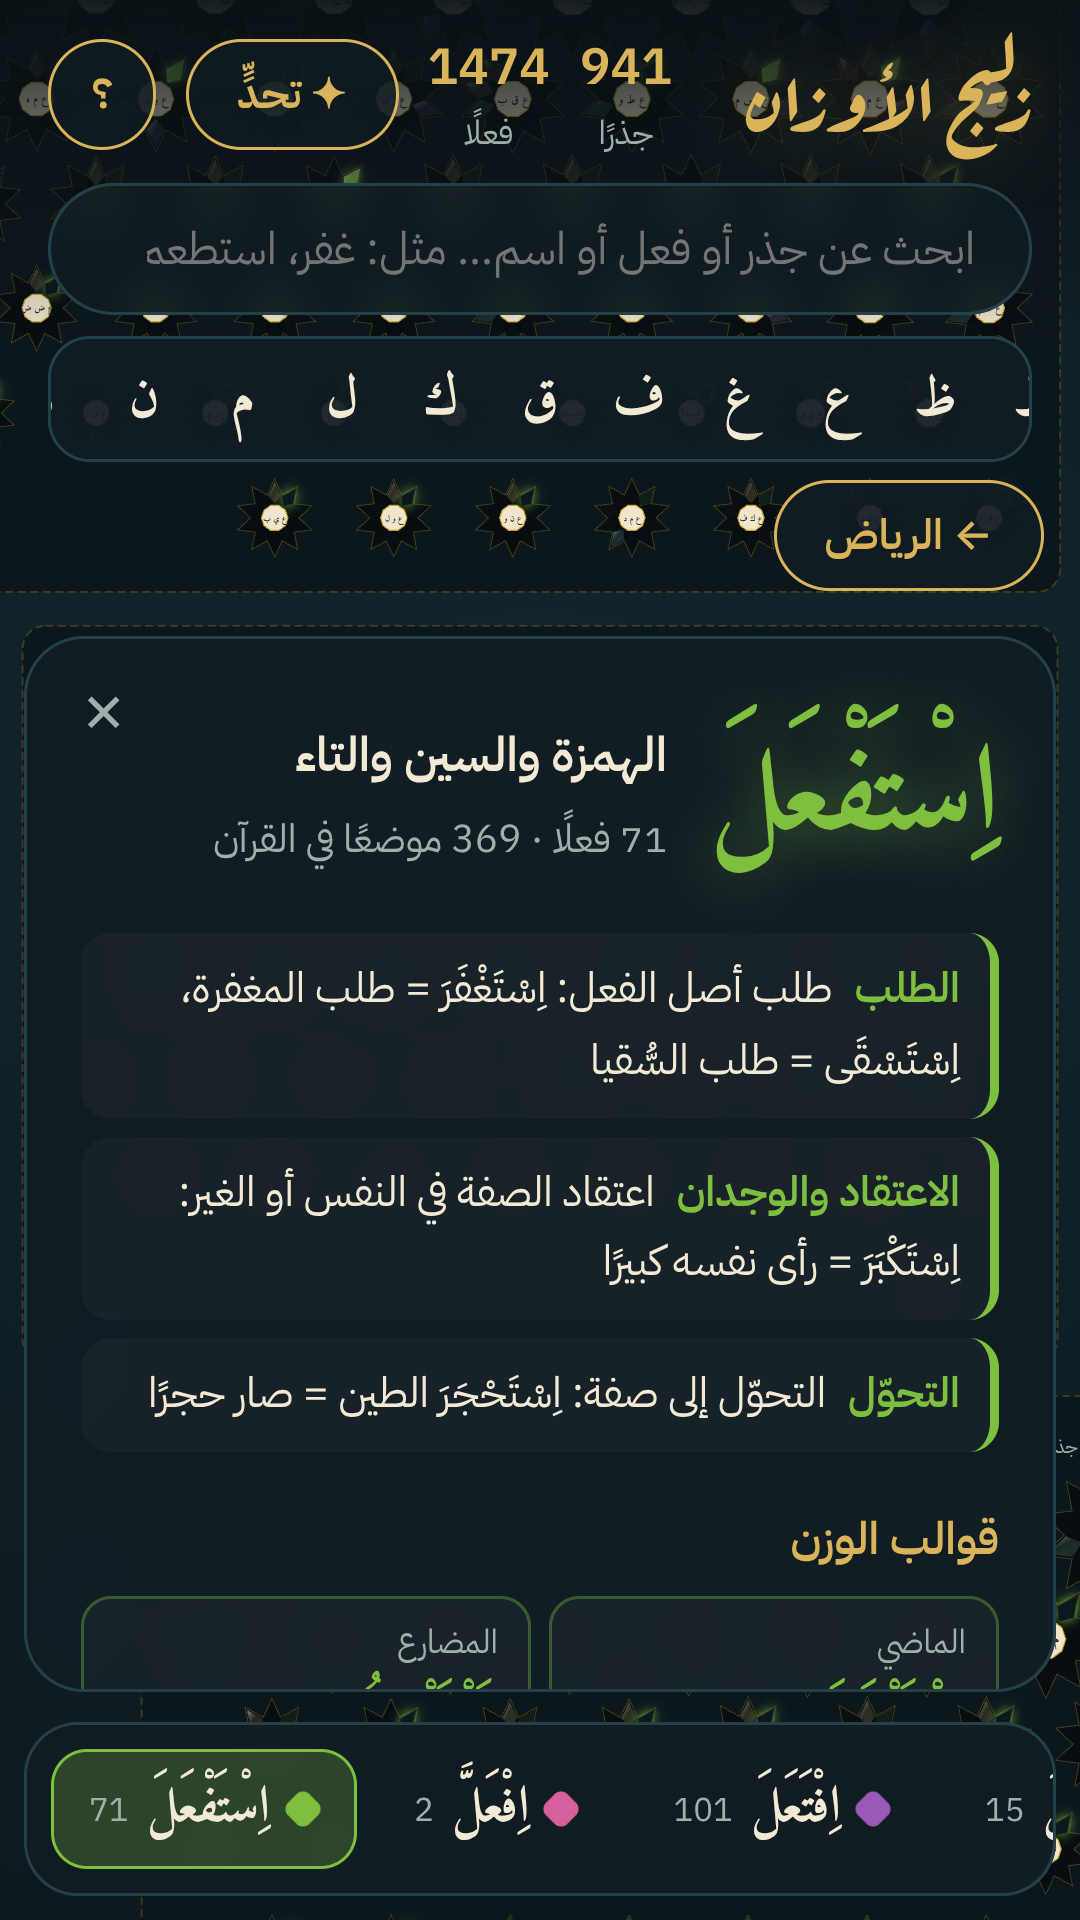 زيج الأوزان
941 1474
جذرًا فعلًا
✦ تحدٍّ
؟
ابحث عن جذر أو فعل أو اسم... مثل: غفر، استطعه
ظ ع غ ف ق ك ل م ن
← الرياض
اِسْتَفْعَلَ
الهمزة والسين والتاء
71 فعلًا · 369 موضعًا في القرآن
×
الطلب طلب أصل الفعل: اِسْتَغْفَرَ = طلب المغفرة،
اِسْتَسْقَى = طلب السُّقيا
الاعتقاد والوجدان اعتقاد الصفة في النفس أو الغير:
اِسْتَكْبَرَ = رأى نفسه كبيرًا
التحوّل التحوّل إلى صفة: اِسْتَحْجَرَ الطين = صار حجرًا
قوالب الوزن
الماضي المضارع
15
اِفْتَعَلَ 101
اِفْعَلَّ 2
اِسْتَفْعَلَ 71